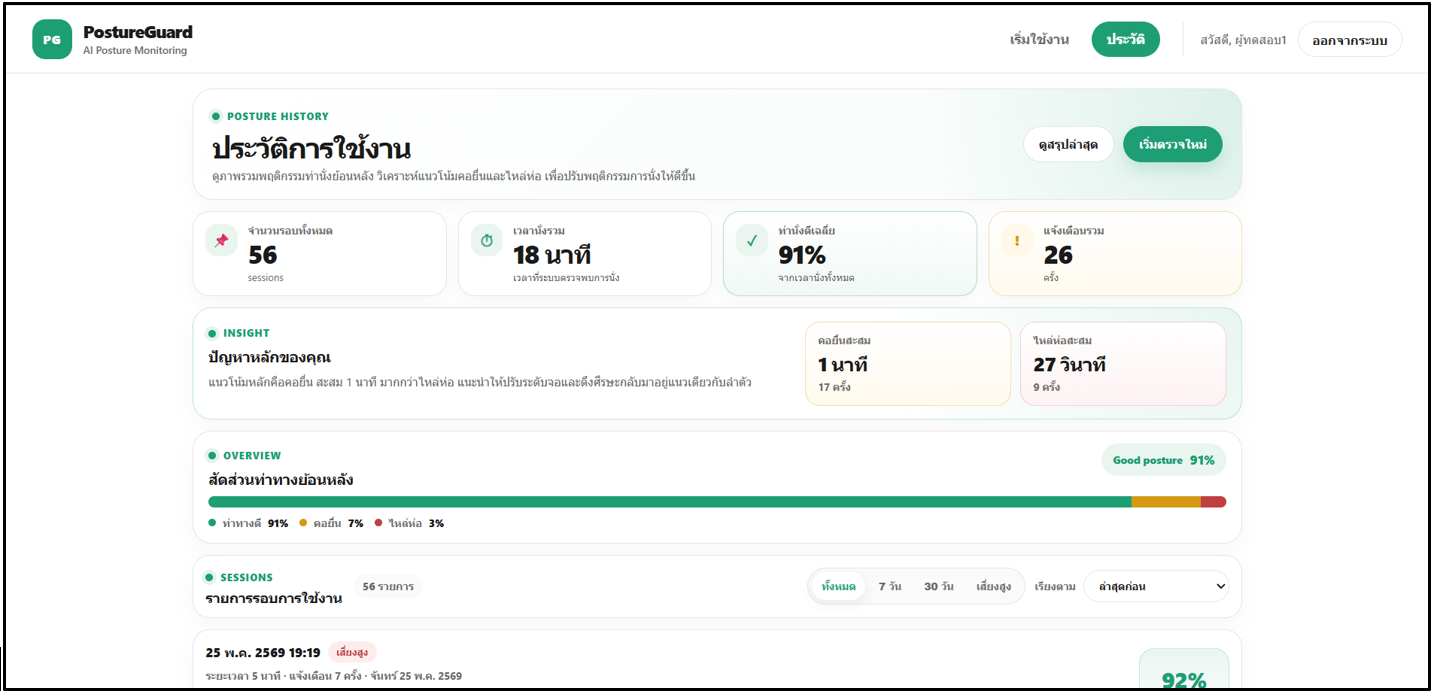 PG
PostureGuard
AI Posture Monitoring
เริ่มใช้งาน
ประวัติ
สวัสดี, ผู้ทดสอบ1
ออกจากระบบ
POSTURE HISTORY
ประวัติการใช้งาน
ดูภาพรวมพฤติกรรมท่านั่งย้อนหลัง วิเคราะห์แนวโน้มคอยื่นและไหล่ห่อ เพื่อปรับพฤติกรรมการนั่งให้ดีขึ้น
ดูสรุปล่าสุด
เริ่มตรวจใหม่
จำนวนรอบทั้งหมด
56
sessions
เวลานั่งรวม
18 นาที
เวลาที่ระบบตรวจพบการนั่ง
ท่านั่งดีเฉลี่ย
91%
จากเวลานั่งทั้งหมด
แจ้งเตือนรวม
26
ครั้ง
INSIGHT
ปัญหาหลักของคุณ
แนวโน้มหลักคือคอยื่น สะสม 1 นาที มากกว่าไหล่ห่อ แนะนำให้ปรับระดับจอและดึงศีรษะกลับมาอยู่แนวเดียวกับลำตัว
คอยื่นสะสม
1 นาที
17 ครั้ง
ไหล่ห่อสะสม
27 วินาที
9 ครั้ง
OVERVIEW
สัดส่วนท่าทางย้อนหลัง
Good posture 91%
ท่าทางดี 91% คอยื่น 7% ไหล่ห่อ 3%
SESSIONS
รายการรอบการใช้งาน
56 รายการ
ทั้งหมด 7 วัน 30 วัน เสี่ยงสูง
เรียงตาม
ล่าสุดก่อน
25 พ.ค. 2569 19:19 เสี่ยงสูง
ระยะเวลา 5 นาที · แจ้งเตือน 7 ครั้ง · จันทร์ 25 พ.ค. 2569
92%